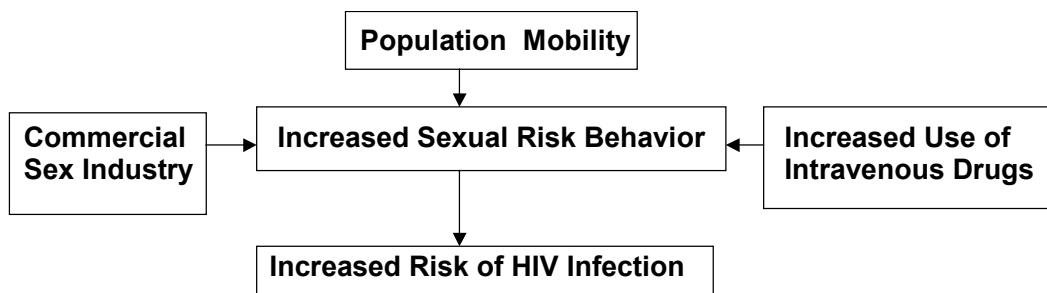 Population Mobility
Commercial
Sex Industry
Increased Sexual Risk Behavior
Increased Use of
Intravenous Drugs
Increased Risk of HIV Infection